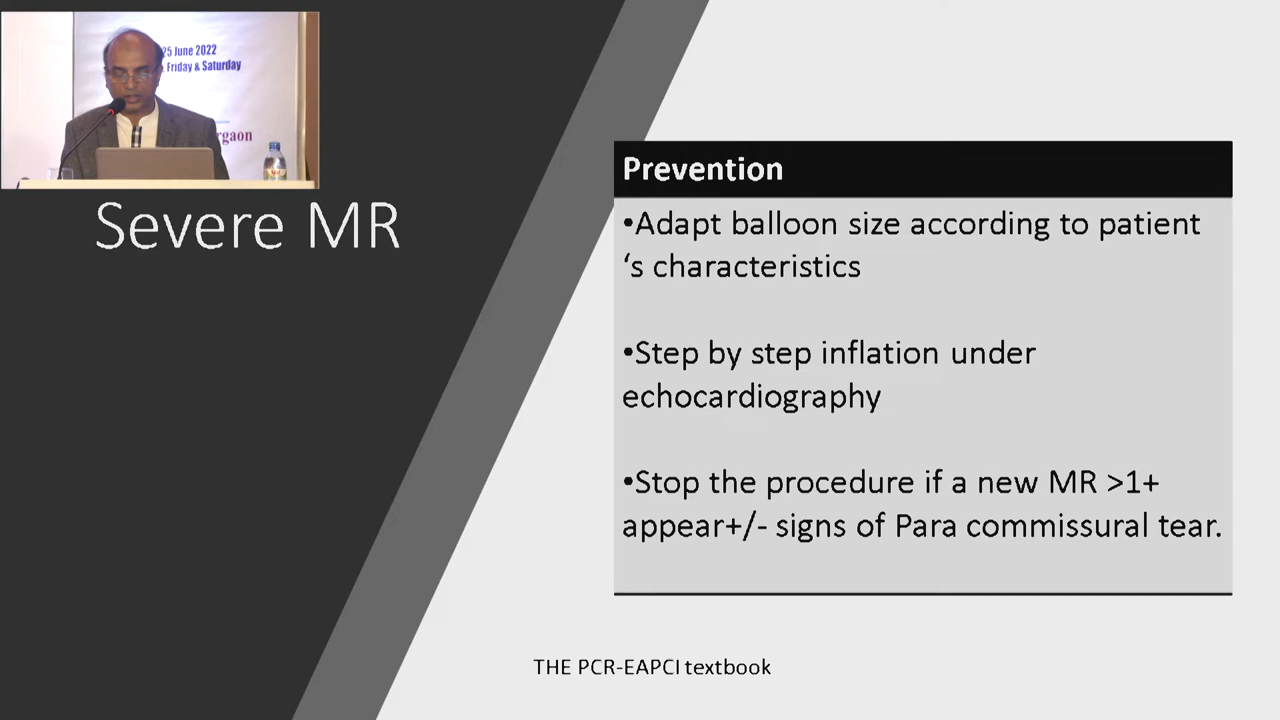 25 June 2022
Friday & Saturday
rgaon
Severe MR
Prevention
•Adapt balloon size according to patient
‘s characteristics
•Step by step inflation under
echocardiography
•Stop the procedure if a new MR >1+
appear+/- signs of Para commissural tear.
THE PCR-EAPCI textbook